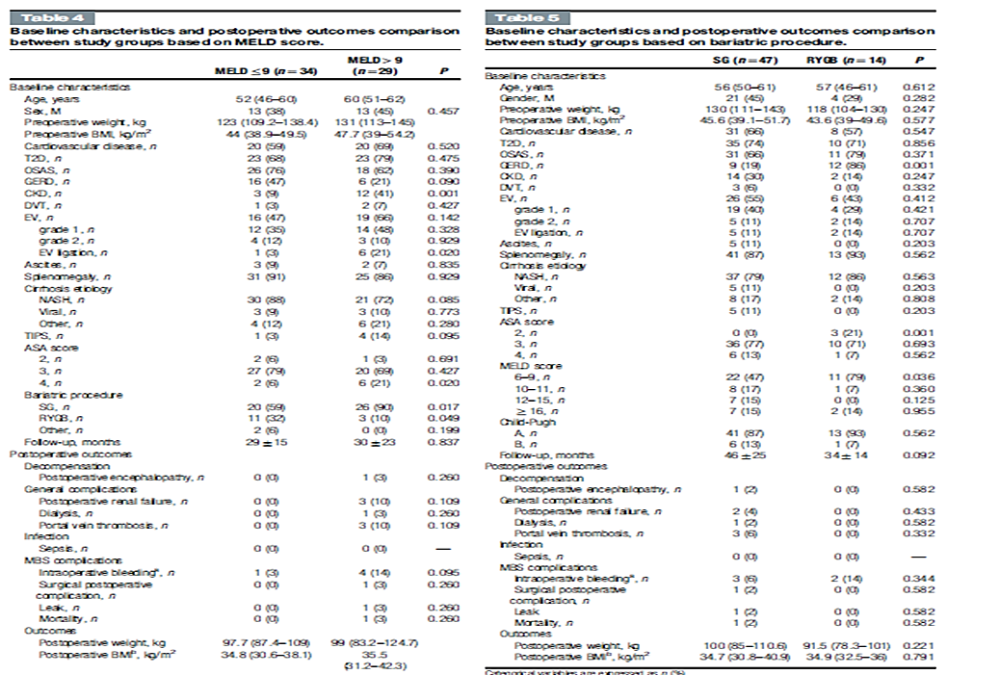 Table 4
Baseline characteristics and postoperative outcomes comparison
between study groups based on MELD score.
MELD ≤9 (n=34) MELD>9 (n=29) P
Baseline characteristics
Age, years 52 (46–60) 60 (51–62)
Sex, M 13 (38) 13 (45) 0.457
Preoperative weight, kg 123 (109.2–138.4) 131 (113–145)
Preoperative BMI, kg/m² 44 (38.9–49.5) 47.7 (39–54.2)
Cardiovascular disease, n 20 (59) 20 (69) 0.520
T2D, n 23 (68) 23 (79) 0.475
OSAS, n 26 (76) 18 (62) 0.390
GERD, n 16 (47) 6 (21) 0.090
CKD, n 3 (9) 12 (41) 0.001
DVT, n 1 (3) 2 (7) 0.427
EV, n 16 (47) 19 (66) 0.142
grade 1, n 12 (35) 14 (48) 0.328
grade 2, n 4 (12) 3 (10) 0.929
EV ligation, n 1 (3) 6 (21) 0.020
Ascites, n 3 (9) 2 (7) 0.835
Splenomegaly, n 31 (91) 25 (86) 0.929
Cirrhosis etiology
NASH, n 30 (88) 21 (72) 0.085
Viral, n 3 (9) 3 (10) 0.773
Other, n 4 (12) 6 (21) 0.280
TIPS, n 1 (3) 4 (14) 0.095
ASA score
2, n 2 (6) 1 (3) 0.691
3, n 27 (79) 20 (69) 0.427
4, n 2 (6) 6 (21) 0.020
Bariatric procedure
SG, n 20 (59) 26 (90) 0.017
RYGB, n 11 (32) 3 (10) 0.049
Other, n 2 (6) 0 (0) 0.199
Follow-up, months 29±15 30±23 0.837
Postoperative outcomes
Decompensation
Postoperative encephalopathy, n 0 (0) 1 (3) 0.260
General complications
Postoperative renal failure, n 0 (0) 3 (10) 0.109
Dialysis, n 0 (0) 1 (3) 0.260
Portal vein thrombosis, n 0 (0) 3 (10) 0.109
Infection
Sepsis, n 0 (0) 0 (0) —
MBS complications
Intraoperative bleedingᵃ, n 1 (3) 4 (14) 0.095
Surgical postoperative 0 (0) 1 (3) 0.260
complication, n
Leak, n 0 (0) 1 (3) 0.260
Mortality, n 0 (0) 1 (3) 0.260
Outcomes
Postoperative weight, kg 97.7 (87.4–109) 99 (83.2–124.7)
Postoperative BMIᵇ, kg/m² 34.8 (30.6–38.1) 35.5
(31.2–42.3)
Table 5
Baseline characteristics and postoperative outcomes comparison
between study groups based on bariatric procedure.
SG (n=47) RYGB (n=14) P
Baseline characteristics
Age, years 56 (50–61) 57 (46–61) 0.612
Gender, M 21 (45) 4 (29) 0.282
Preoperative weight, kg 130 (111–143) 118 (104–130) 0.247
Preoperative BMI, kg/m² 45.6 (39.1–51.7) 43.6 (39–49.6) 0.577
Cardiovascular disease, n 31 (66) 8 (57) 0.547
T2D, n 35 (74) 10 (71) 0.856
OSAS, n 31 (66) 11 (79) 0.371
GERD, n 9 (19) 12 (86) 0.001
CKD, n 14 (30) 2 (14) 0.247
DVT, n 3 (6) 0 (0) 0.332
EV, n 26 (55) 6 (43) 0.412
grade 1, n 19 (40) 4 (29) 0.421
grade 2, n 5 (11) 2 (14) 0.707
EV ligation, n 5 (11) 2 (14) 0.707
Ascites, n 5 (11) 0 (0) 0.203
Splenomegaly, n 41 (87) 13 (93) 0.562
Cirrhosis etiology
NASH, n 37 (79) 12 (86) 0.563
Viral, n 5 (11) 0 (0) 0.203
Other, n 8 (17) 2 (14) 0.808
TIPS, n 5 (11) 0 (0) 0.203
ASA score
2, n 0 (0) 3 (21) 0.001
3, n 36 (77) 10 (71) 0.693
4, n 6 (13) 1 (7) 0.562
MELD score
6–9, n 22 (47) 11 (79) 0.036
10–11, n 8 (17) 1 (7) 0.360
12–15, n 7 (15) 0 (0) 0.125
≥ 16, n 7 (15) 2 (14) 0.955
Child-Pugh
A, n 41 (87) 13 (93) 0.562
B, n 6 (13) 1 (7)
Follow-up, months 46±25 34±14 0.092
Postoperative outcomes
Decompensation
Postoperative encephalopathy, n 1 (2) 0 (0) 0.582
General complications
Postoperative renal failure, n 2 (4) 0 (0) 0.433
Dialysis, n 1 (2) 0 (0) 0.582
Portal vein thrombosis, n 3 (6) 0 (0) 0.332
Infection
Sepsis, n 0 (0) 0 (0) —
MBS complications
Intraoperative bleedingᵃ, n 3 (6) 2 (14) 0.344
Surgical postoperative 1 (2) 0 (0) 0.582
complication, n
Leak 1 (2) 0 (0) 0.582
Mortality, n 1 (2) 0 (0) 0.582
Outcomes
Postoperative weight, kg 100 (85–110.6) 91.5 (78.3–101) 0.221
Postoperative BMIᵇ, kg/m² 34.7 (30.8–40.9) 34.9 (32.5–36) 0.791
Categorical variables are expressed as n (%)